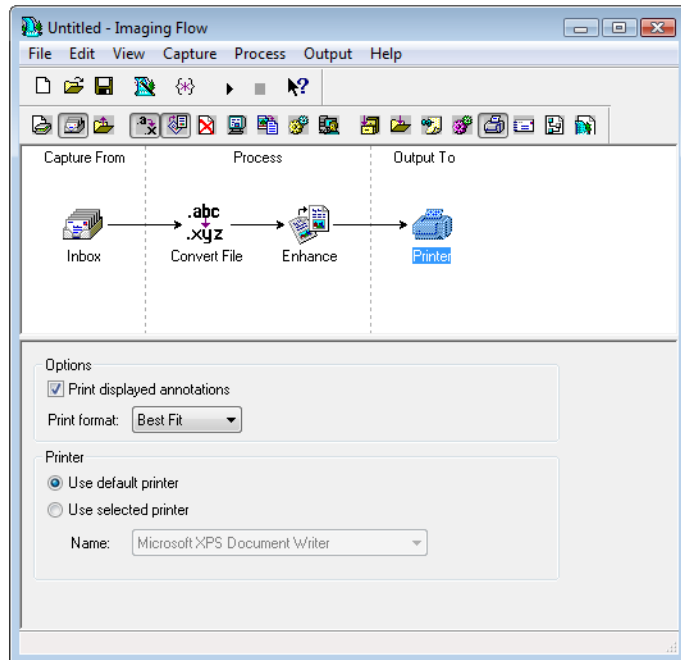 Untitled - Imaging Flow
File Edit View Capture Process Output Help
Capture From Process Output To
.abc
.xyz
Inbox Convert File Enhance Printer
Options
Print displayed annotations
Print format: Best Fit
Printer
Use default printer
Use selected printer
Name: Microsoft XPS Document Writer